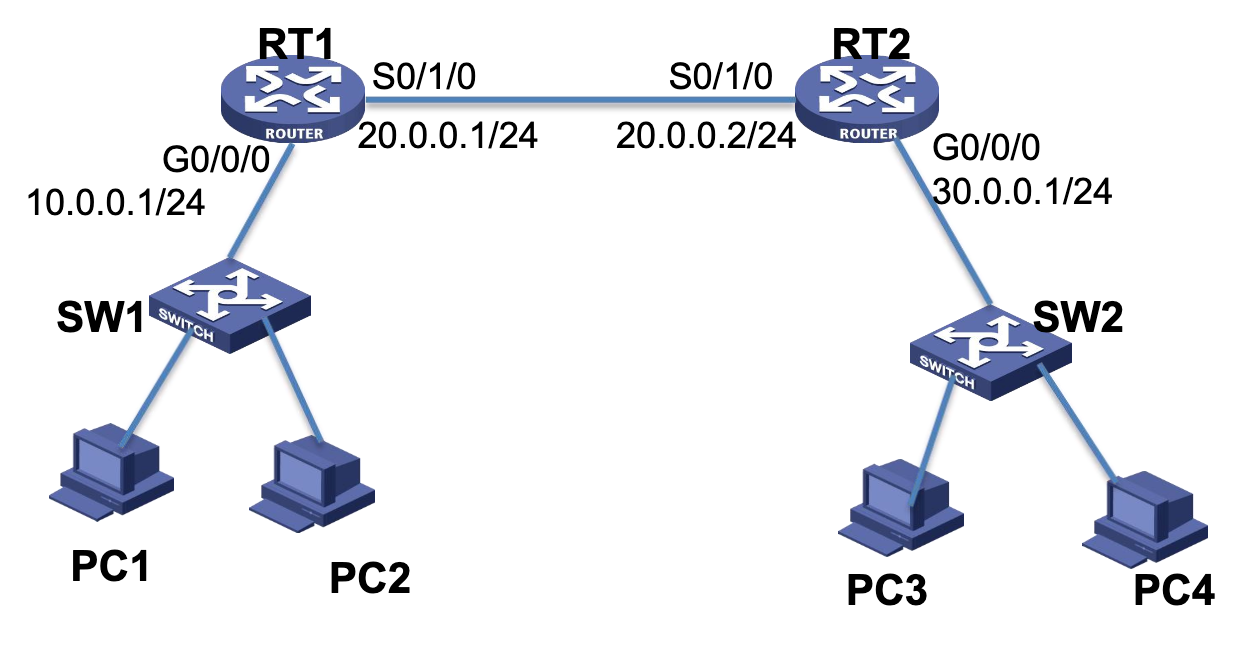 RT1
RT2
S0/1/0
S0/1/0
ROUTER
ROUTER
20.0.0.1/24
20.0.0.2/24
G0/0/0
G0/0/0
10.0.0.1/24
30.0.0.1/24
SW1
SWITCH
SW2
SWITCH
PC1
PC2
PC3
PC4